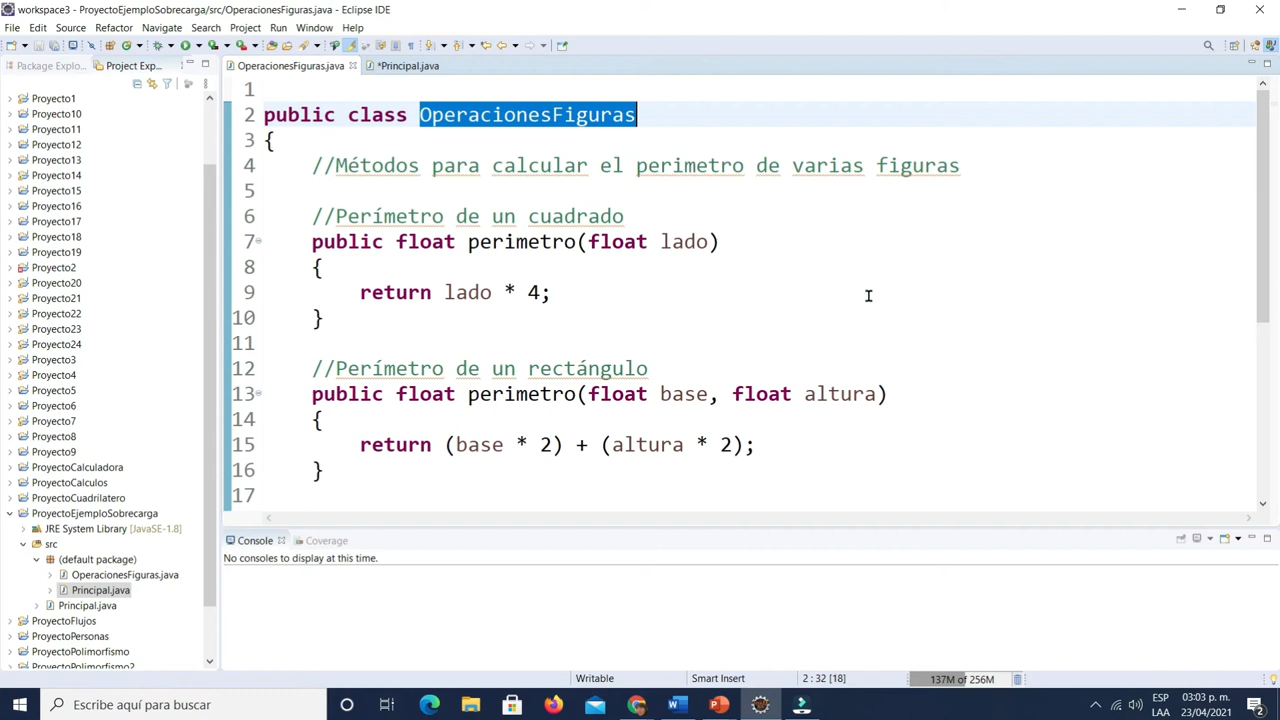 workspace3 - ProyectoEjemploSobrecarga/src/OperacionesFiguras.java - Eclipse IDE
File Edit Source Refactor Navigate Search Project Run Window Help
Package Explo... Project Exp...
OperacionesFiguras.java *Principal.java
Proyecto1
Proyecto10
Proyecto11
Proyecto12
Proyecto13
Proyecto14
Proyecto15
Proyecto16
Proyecto17
Proyecto18
Proyecto19
Proyecto2
Proyecto20
Proyecto21
Proyecto22
Proyecto23
Proyecto24
Proyecto3
Proyecto4
Proyecto5
Proyecto6
Proyecto7
Proyecto8
Proyecto9
ProyectoCalculadora
ProyectoCalculos
ProyectoCuadrilatero
ProyectoEjemploSobrecarga
JRE System Library [JavaSE-1.8]
src
(default package)
OperacionesFiguras.java
Principal.java
Principal.java
ProyectoFlujos
ProyectoPersonas
ProyectoPolimorfismo
ProyectoPolimorfismo2
1
2 public class OperacionesFiguras
3 {
4 //Métodos para calcular el perimetro de varias figuras
5
6 //Perímetro de un cuadrado
7 public float perimetro(float lado)
8 {
9 return lado * 4;
10 }
11
12 //Perímetro de un rectángulo
13 public float perimetro(float base, float altura)
14 {
15 return (base * 2) + (altura * 2);
16 }
17
Console Coverage
No consoles to display at this time.
Writable Smart Insert 2 : 32 [18] 137M of 256M
Escribe aquí para buscar
ESP 03:03 p. m.
LAA 23/04/2021
2